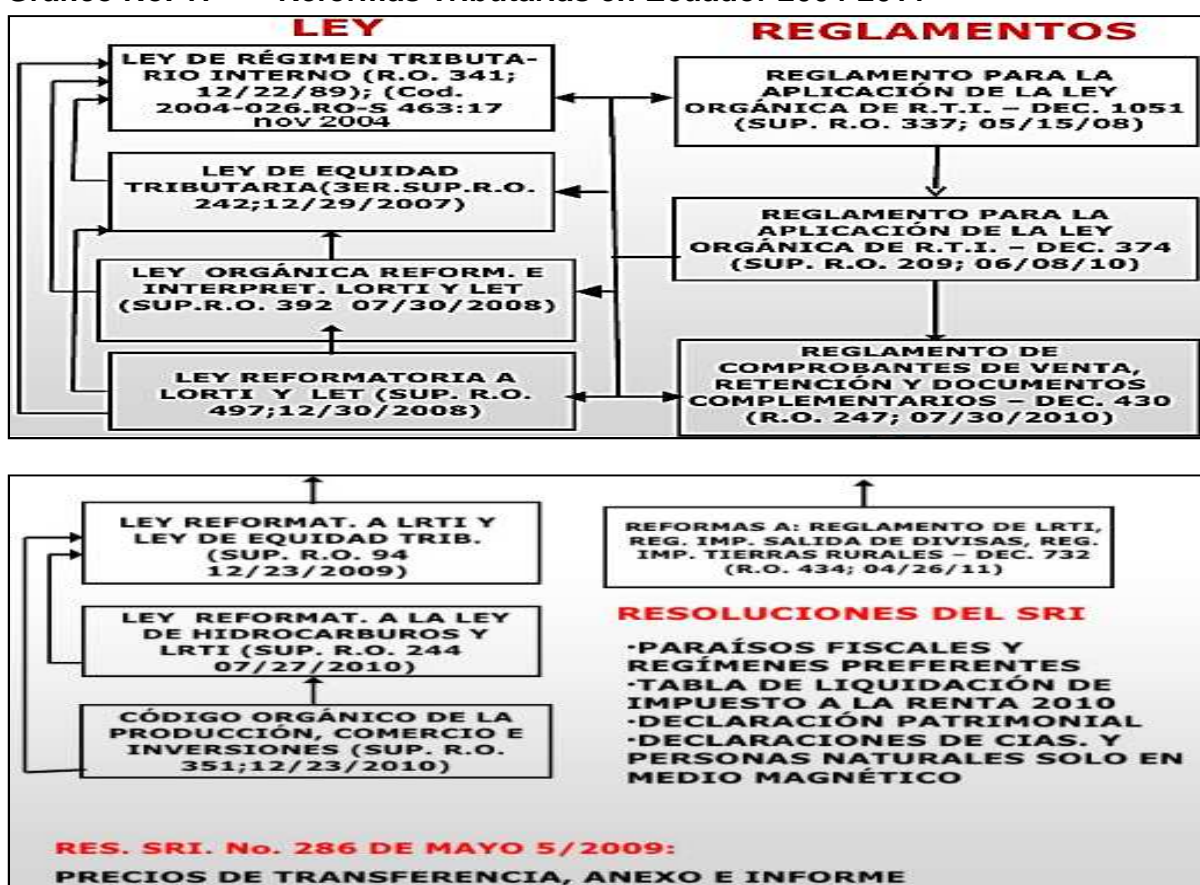 Gráfico No. Reformas Tributarias en Ecuador 2004-2011
LEY
LEY DE RÉGIMEN TRIBUTA-
RIO INTERNO (R.O. 341;
12/22/89); (Cod.
2004-026.RO-S 463:17
nov 2004
LEY DE EQUIDAD
TRIBUTARIA(3ER.SUP.R.O.
242;12/29/2007)
LEY ORGÁNICA REFORM. E
INTERPRET. LORTI Y LET
(SUP.R.O. 392 07/30/2008)
LEY REFORMATORIA A
LORTI Y LET (SUP. R.O.
497;12/30/2008)
REGLAMENTOS
REGLAMENTO PARA LA
APLICACIÓN DE LA LEY
ORGÁNICA DE R.T.I. – DEC. 1051
(SUP. R.O. 337; 05/15/08)
REGLAMENTO PARA LA
APLICACIÓN DE LA LEY
ORGÁNICA DE R.T.I. – DEC. 374
(SUP. R.O. 209; 06/08/10)
REGLAMENTO DE
COMPROBANTES DE VENTA,
RETENCIÓN Y DOCUMENTOS
COMPLEMENTARIOS – DEC. 430
(R.O. 247; 07/30/2010)
LEY REFORMAT. A LRTI Y
LEY DE EQUIDAD TRIB.
(SUP. R.O. 94
12/23/2009)
LEY REFORMAT. A LA LEY
DE HIDROCARBUROS Y
LRTI (SUP. R.O. 244
07/27/2010)
CÓDIGO ORGÁNICO DE LA
PRODUCCIÓN, COMERCIO E
INVERSIONES (SUP. R.O.
351;12/23/2010)
REFORMAS A: REGLAMENTO DE LRTI,
REG. IMP. SALIDA DE DIVISAS, REG.
IMP. TIERRAS RURALES – DEC. 732
(R.O. 434; 04/26/11)
RESOLUCIONES DEL SRI
·PARAÍSOS FISCALES Y
REGÍMENES PREFERENTES
·TABLA DE LIQUIDACIÓN DE
IMPUESTO A LA RENTA 2010
·DECLARACIÓN PATRIMONIAL
·DECLARACIONES DE CIAS. Y
PERSONAS NATURALES SOLO EN
MEDIO MAGNÉTICO
RES. SRI. No. 286 DE MAYO 5/2009:
PRECIOS DE TRANSFERENCIA, ANEXO E INFORME